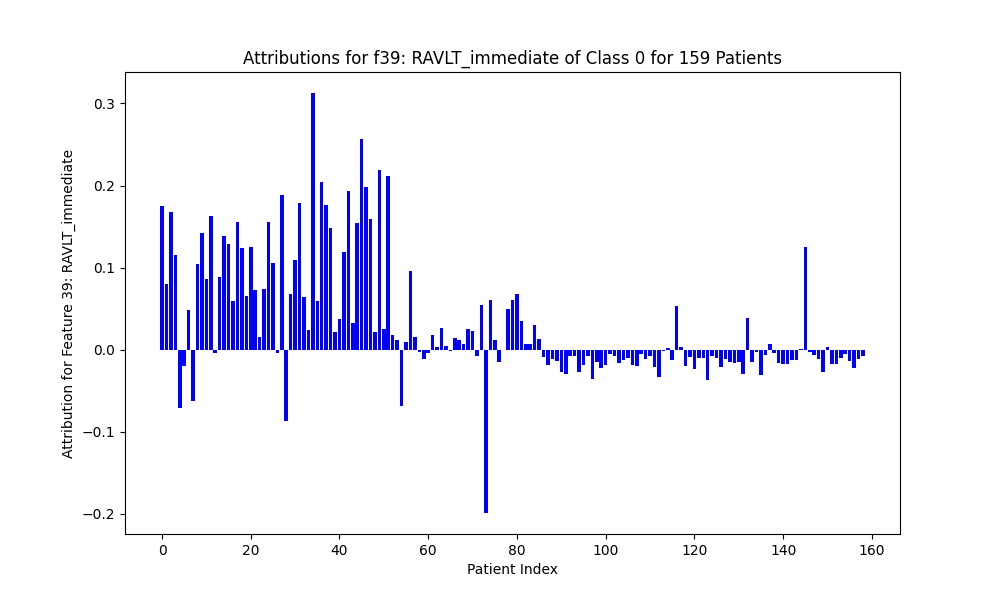 Attributions for f39: RAVLT_immediate of Class 0 for 159 Patients
Attribution for Feature 39: RAVLT_immediate
0.3
0.2
0.1
0.0
−0.1
−0.2
0 20 40 60 80 100 120 140 160
Patient Index